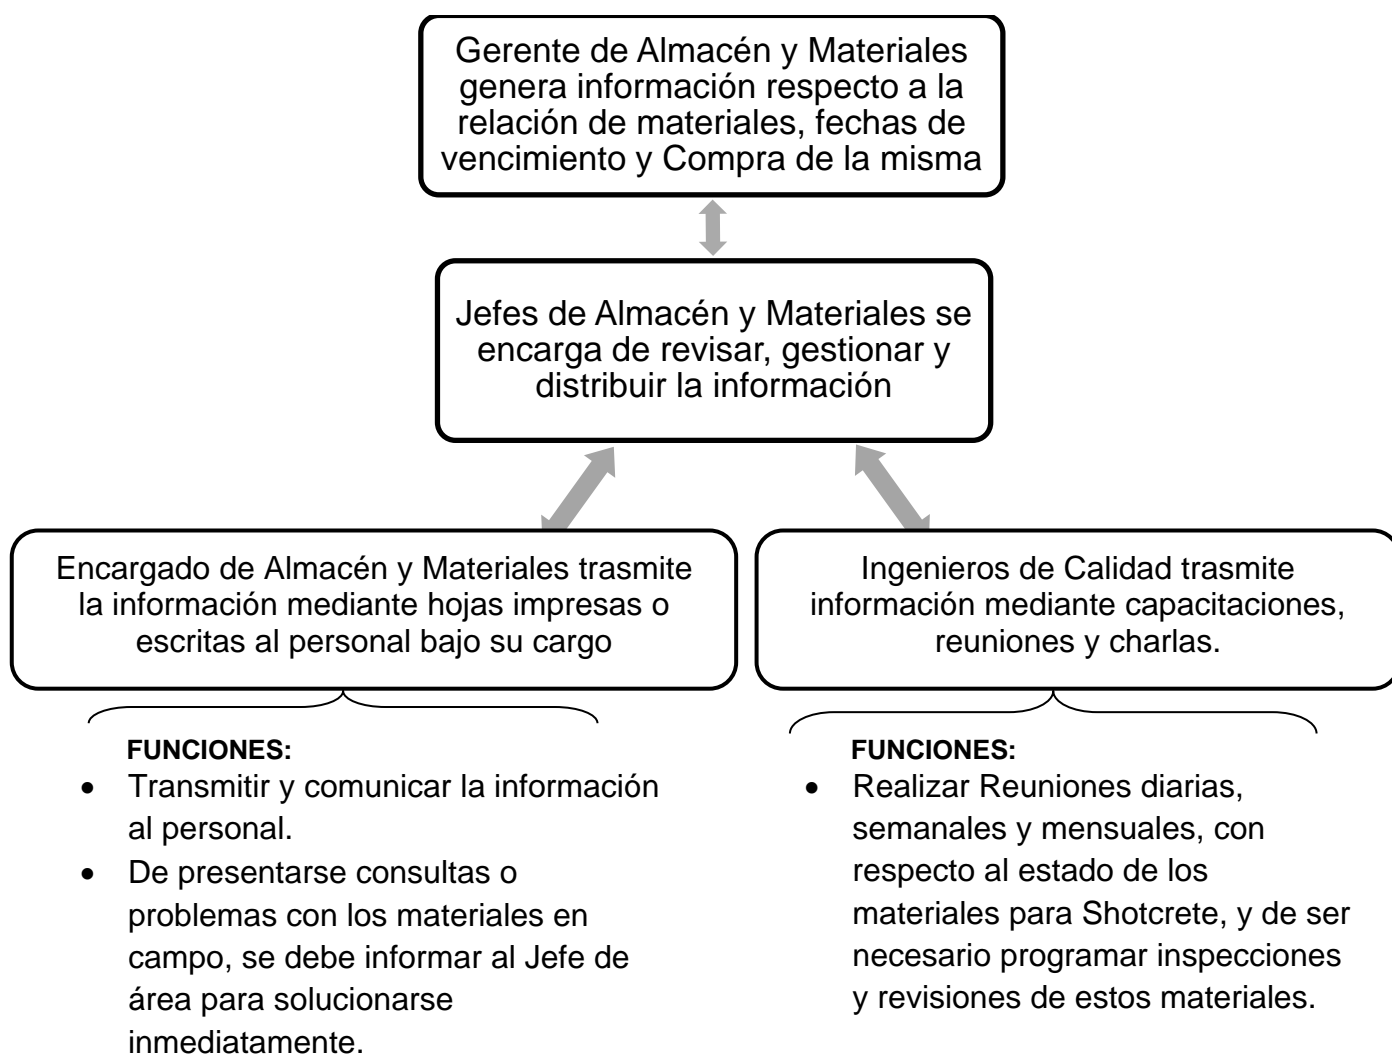 Gerente de Almacén y Materiales
genera información respecto a la
relación de materiales, fechas de
vencimiento y Compra de la misma
Jefes de Almacén y Materiales se
encarga de revisar, gestionar y
distribuir la información
Encargado de Almacén y Materiales trasmite
la información mediante hojas impresas o
escritas al personal bajo su cargo
Ingenieros de Calidad trasmite
información mediante capacitaciones,
reuniones y charlas.
FUNCIONES:
• Transmitir y comunicar la información
al personal.
• De presentarse consultas o
problemas con los materiales en
campo, se debe informar al Jefe de
área para solucionarse
inmediatamente.
FUNCIONES:
• Realizar Reuniones diarias,
semanales y mensuales, con
respecto al estado de los
materiales para Shotcrete, y de ser
necesario programar inspecciones
y revisiones de estos materiales.